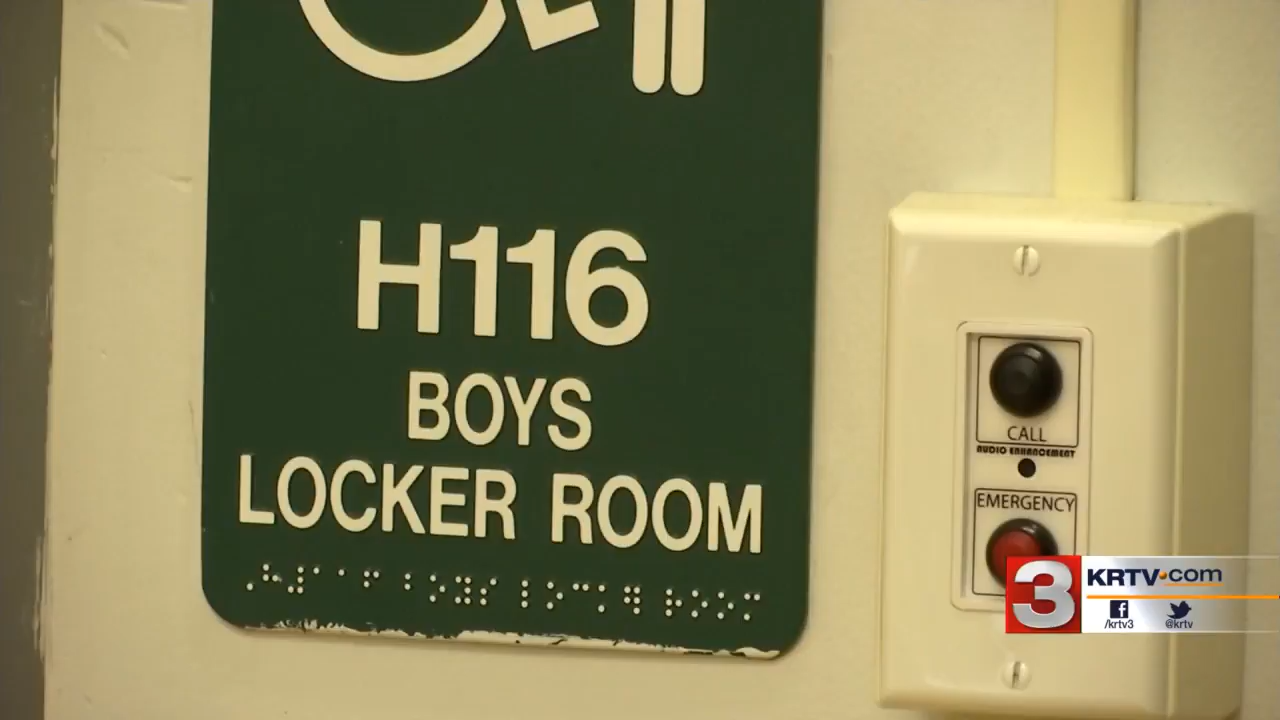 H116
BOYS
LOCKER ROOM
CALL
AUDIO ENHANCEMENT
EMERGENCY
3 KRTV.com
/krtv3 @krtv